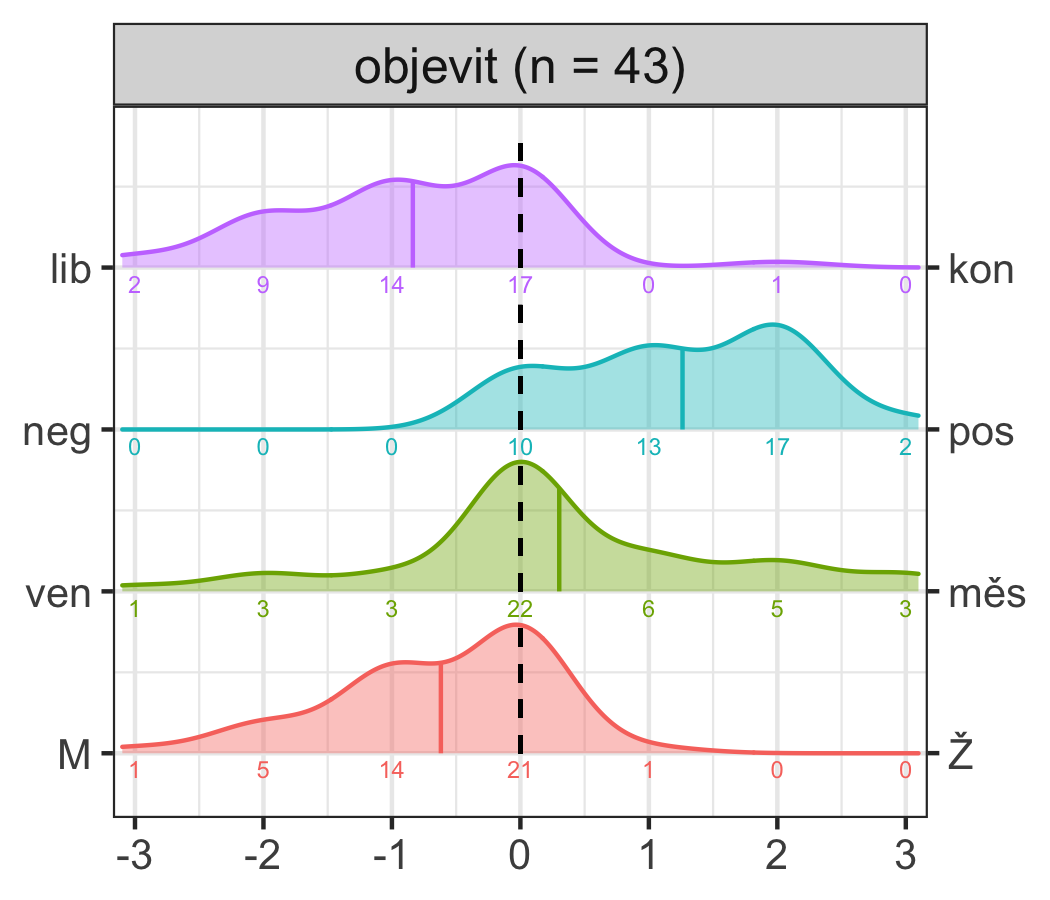 objevit (n = 43)
lib kon
2 9 14 17 0 1 0
neg pos
0 0 0 10 13 17 2
ven měs
1 3 3 22 6 5 3
M Ž
1 5 14 21 1 0 0
-3 -2 -1 0 1 2 3